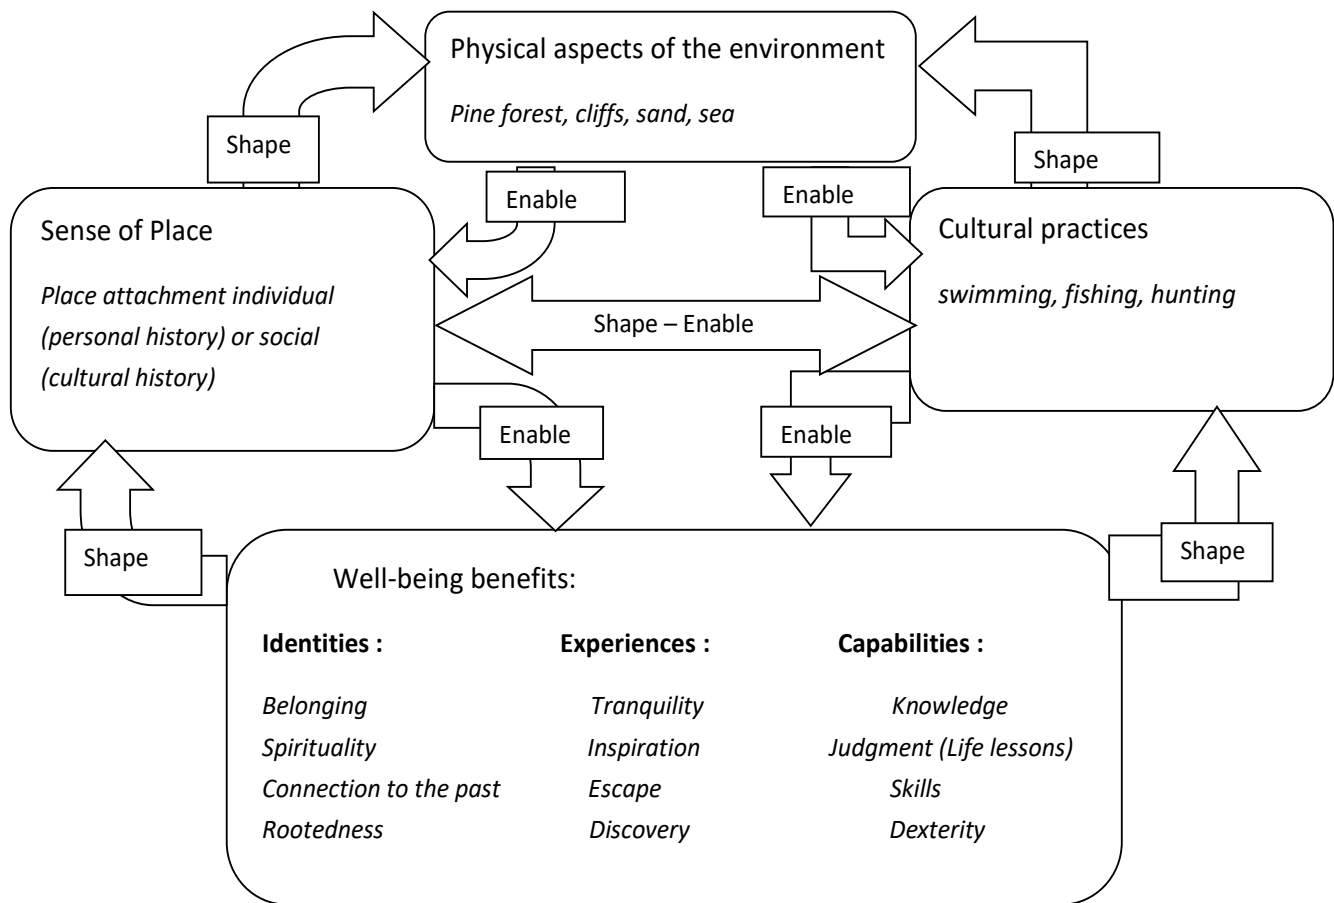 Physical aspects of the environment
Pine forest, cliffs, sand, sea
Shape
Shape
Enable
Enable
Sense of Place
Place attachment individual
(personal history) or social
(cultural history)
Cultural practices
swimming, fishing, hunting
Shape – Enable
Enable
Enable
Shape
Shape
Well-being benefits:
Identities :
Belonging
Spirituality
Connection to the past
Rootedness
Experiences :
Tranquility
Inspiration
Escape
Discovery
Capabilities :
Knowledge
Judgment (Life lessons)
Skills
Dexterity